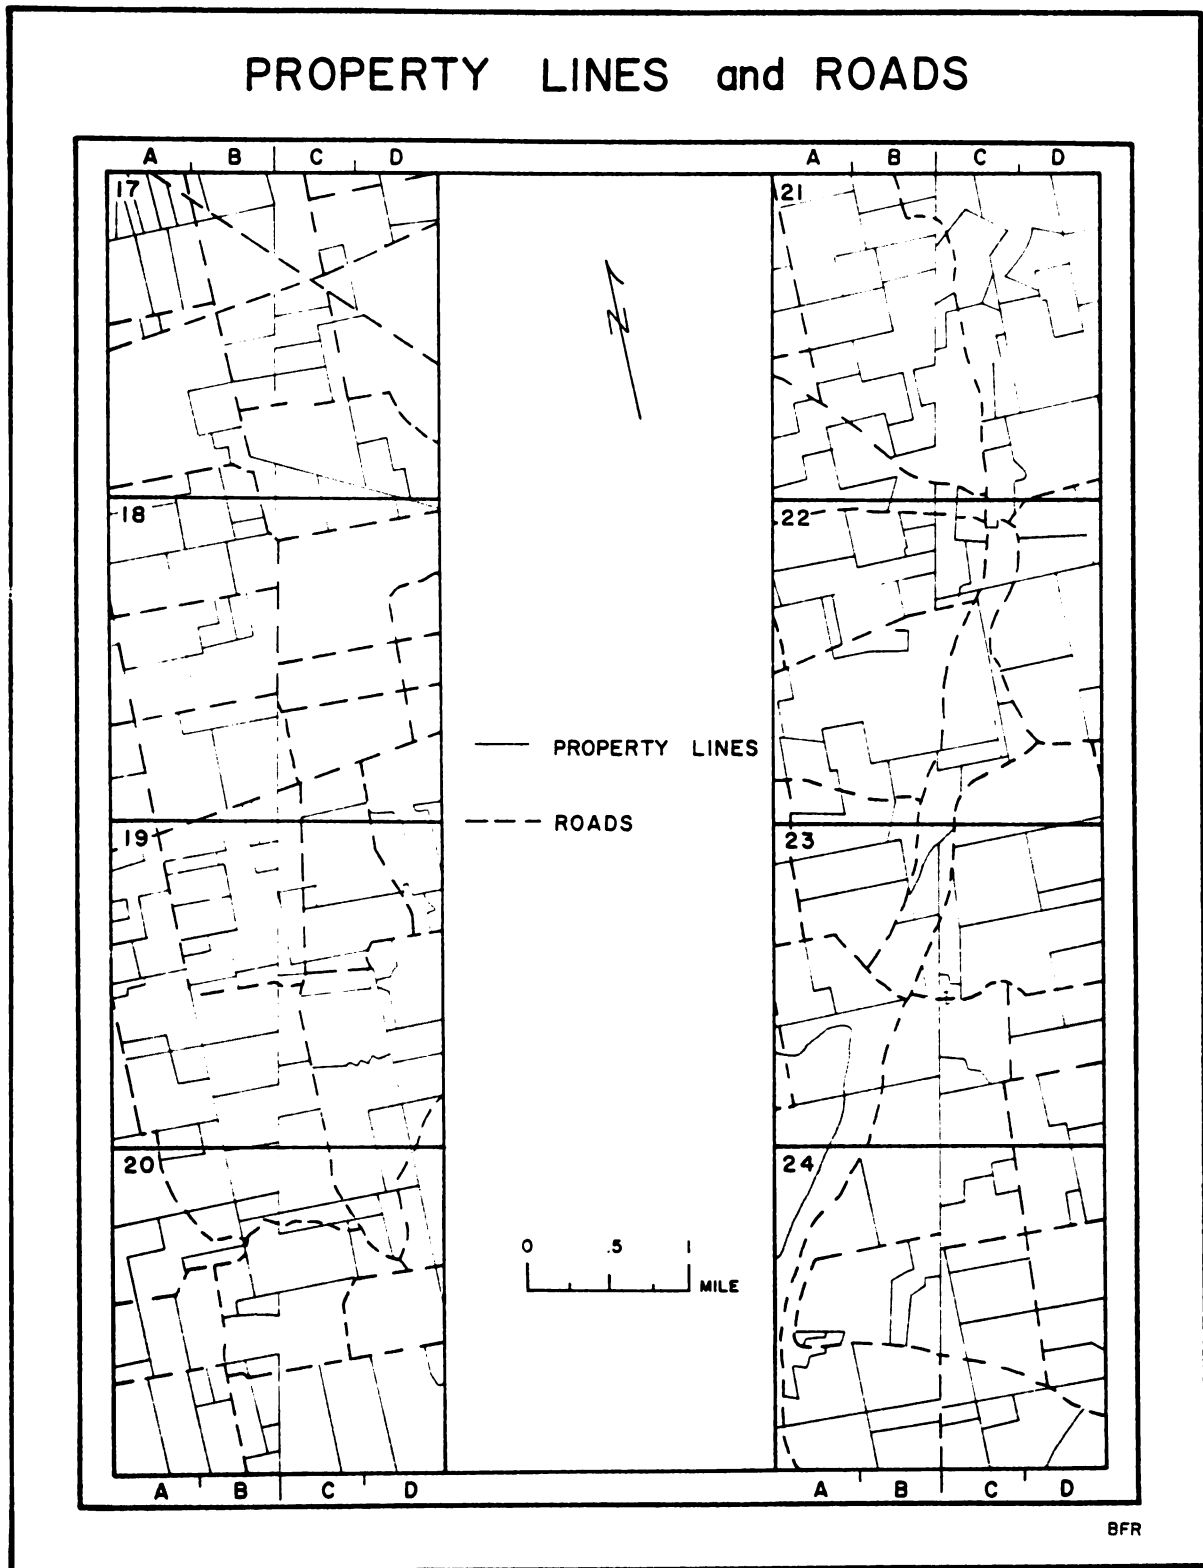 PROPERTY LINES and ROADS
A B C D
A B C D
17
21
18
22
PROPERTY LINES
ROADS
19
23
20
24
0 .5 1
MILE
A B C D
A B C D
BFR